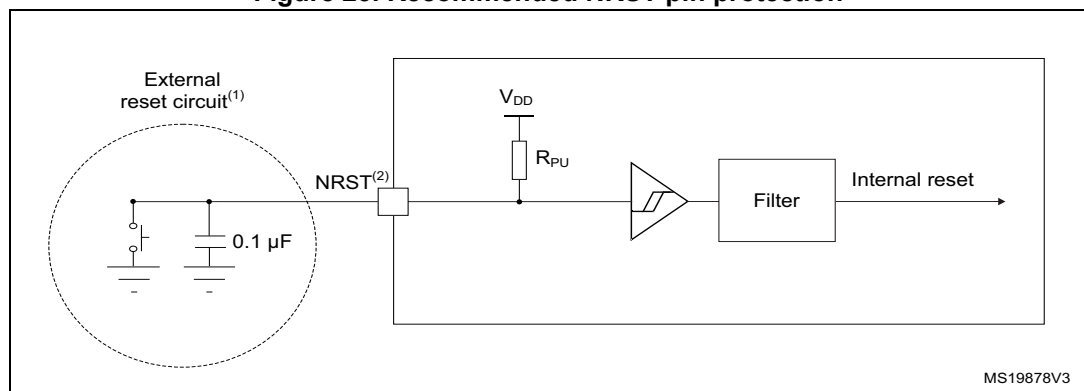 Figure 26. Recommended NRST pin protection
External
reset circuit(1)
VDD
RPU
NRST(2)
0.1 µF
Filter
Internal reset
MS19878V3